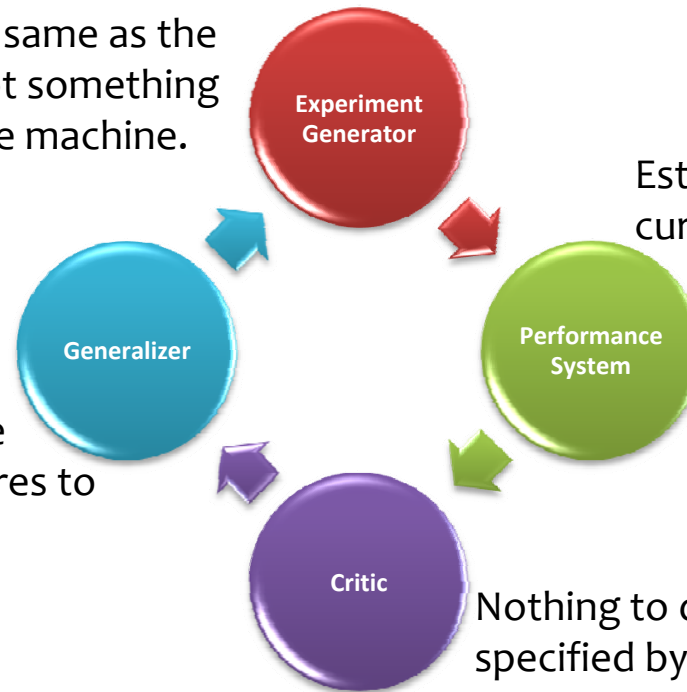 same as the
t something
e machine.
Experiment
Generator
Est
cur
Performance
System
Generalizer
e
res to
Critic
Nothing to
specified by